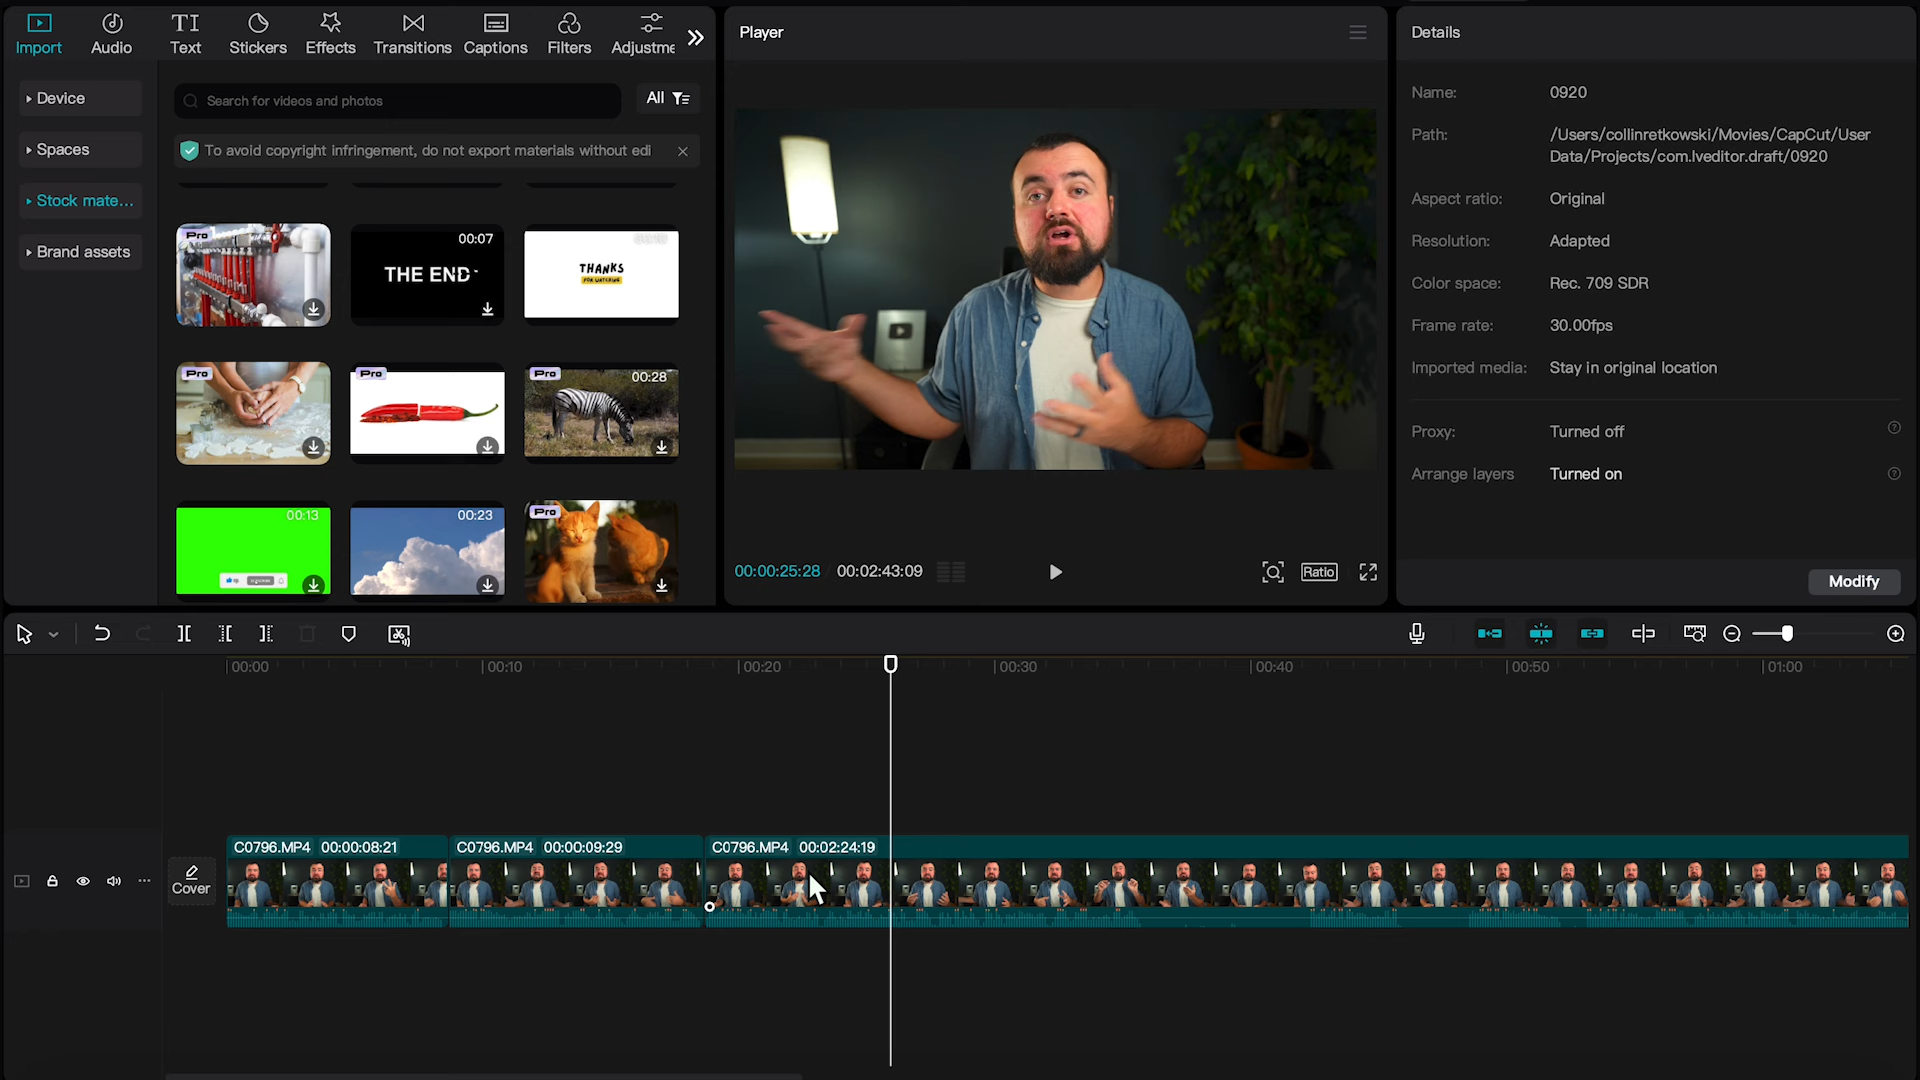 Import
Audio
Text
Stickers
Effects
Transitions
Captions
Filters
Adjustme
Device
Spaces
Stock mate...
Brand assets
Search for videos and photos
All
To avoid copyright infringement, do not export materials without edi
Pro
00:07
THE END
THANKS
FOR WATCHING
Pro
Pro
Pro
00:28
00:13
00:23
Pro
Player
00:00:25:28
00:02:43:09
Ratio
Details
Name: 0920
Path: /Users/collinretkowski/Movies/CapCut/User
Data/Projects/com.lveditor.draft/0920
Aspect ratio: Original
Resolution: Adapted
Color space: Rec. 709 SDR
Frame rate: 30.00fps
Imported media: Stay in original location
Proxy: Turned off
Arrange layers Turned on
Modify
00:00
00:10
00:20
00:30
00:40
00:50
01:00
Cover
C0796.MP4 00:00:08:21
C0796.MP4 00:00:09:29
C0796.MP4 00:02:24:19